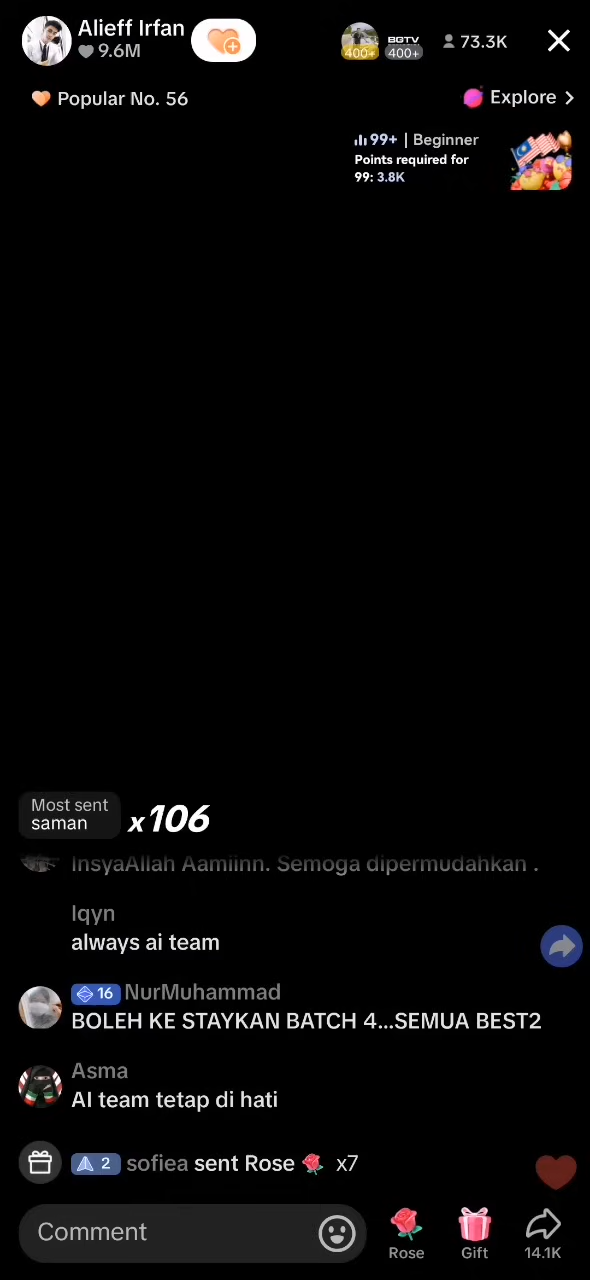 Alieff Irfan
9.6M
400+
BGTV
400+
73.3K
Popular No. 56
Explore
99+ | Beginner
Points required for
99: 3.8K
Most sent
saman
x106
InsyaAllah Aamiinn. Semoga dipermudahkan .
Iqyn
always ai team
16 NurMuhammad
BOLEH KE STAYKAN BATCH 4...SEMUA BEST2
Asma
AI team tetap di hati
2 sofiea sent Rose x7
Comment
Rose
Gift
14.1K